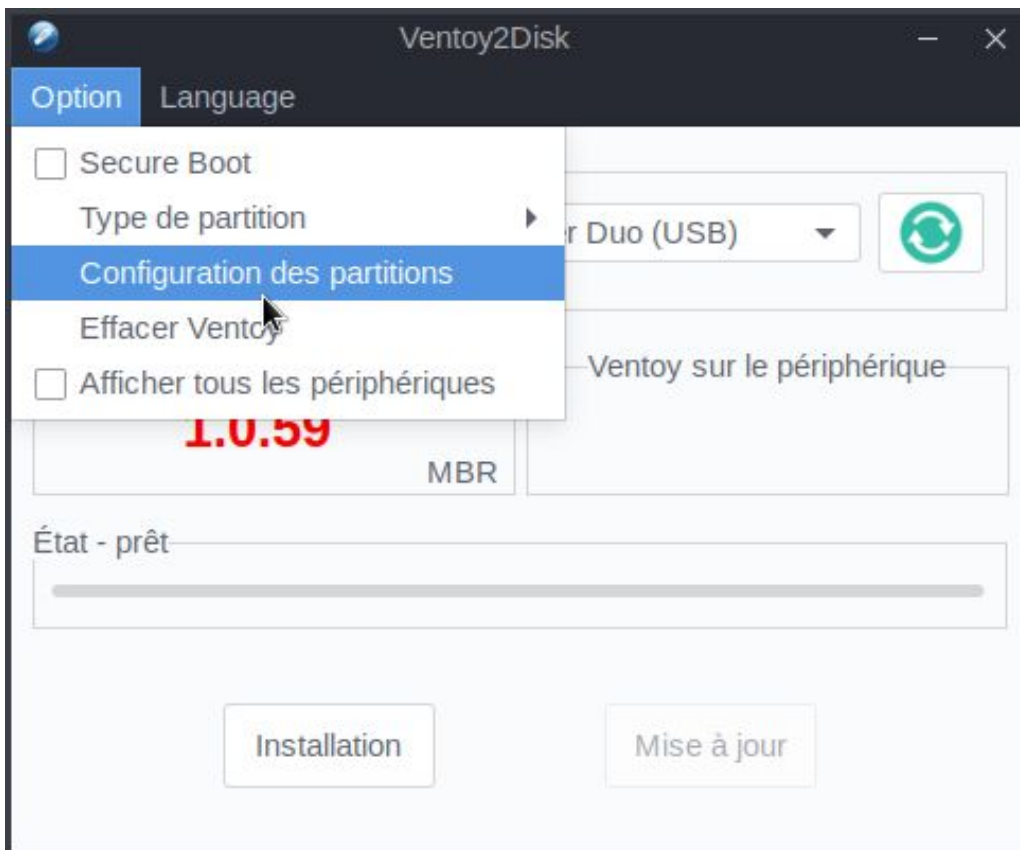 Ventoy2Disk
Option Language
Secure Boot
Type de partition
Duo (USB)
Configuration des partitions
Effacer Ventoy
Afficher tous les périphériques
Ventoy sur le périphérique
1.0.59
MBR
État - prêt
Installation
Mise à jour